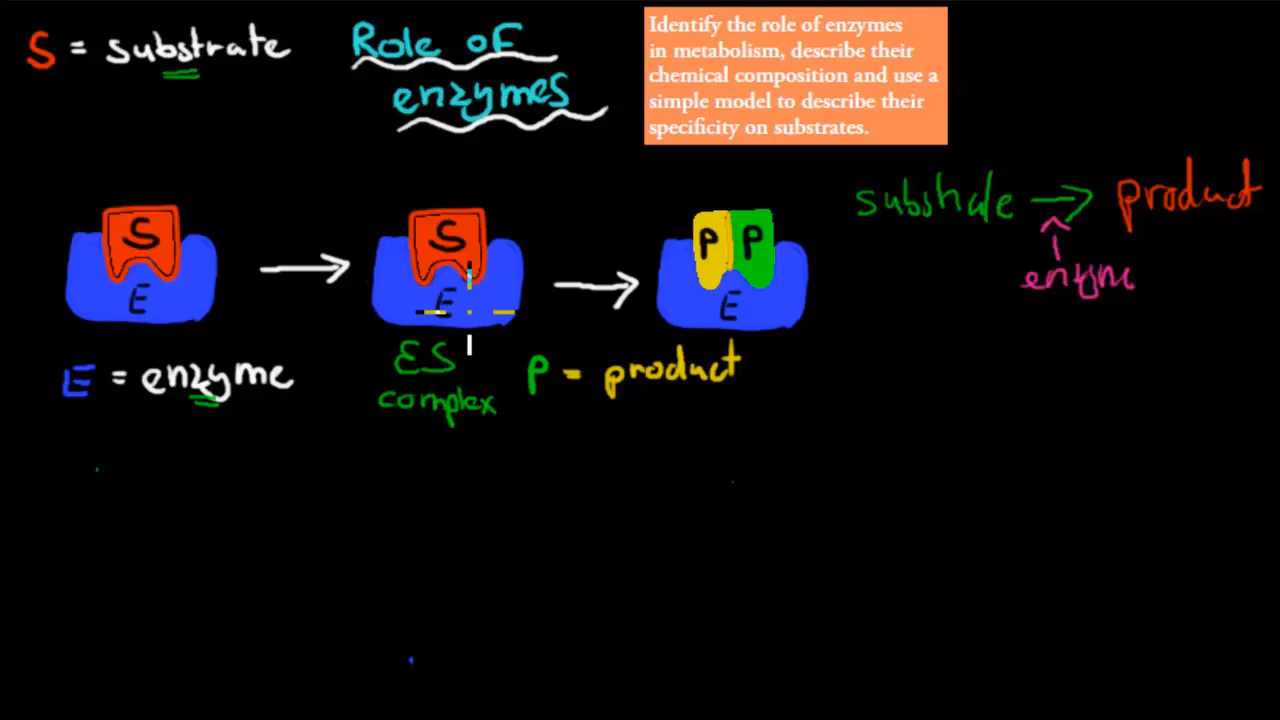 S = substrate
Role of
enzymes
Identify the role of enzymes
in metabolism, describe their
chemical composition and use a
simple model to describe their
specificity on substrates.
substrate → product
enzyme
S
E
S
E
P P
E
E = enzyme
ES
complex
P = product